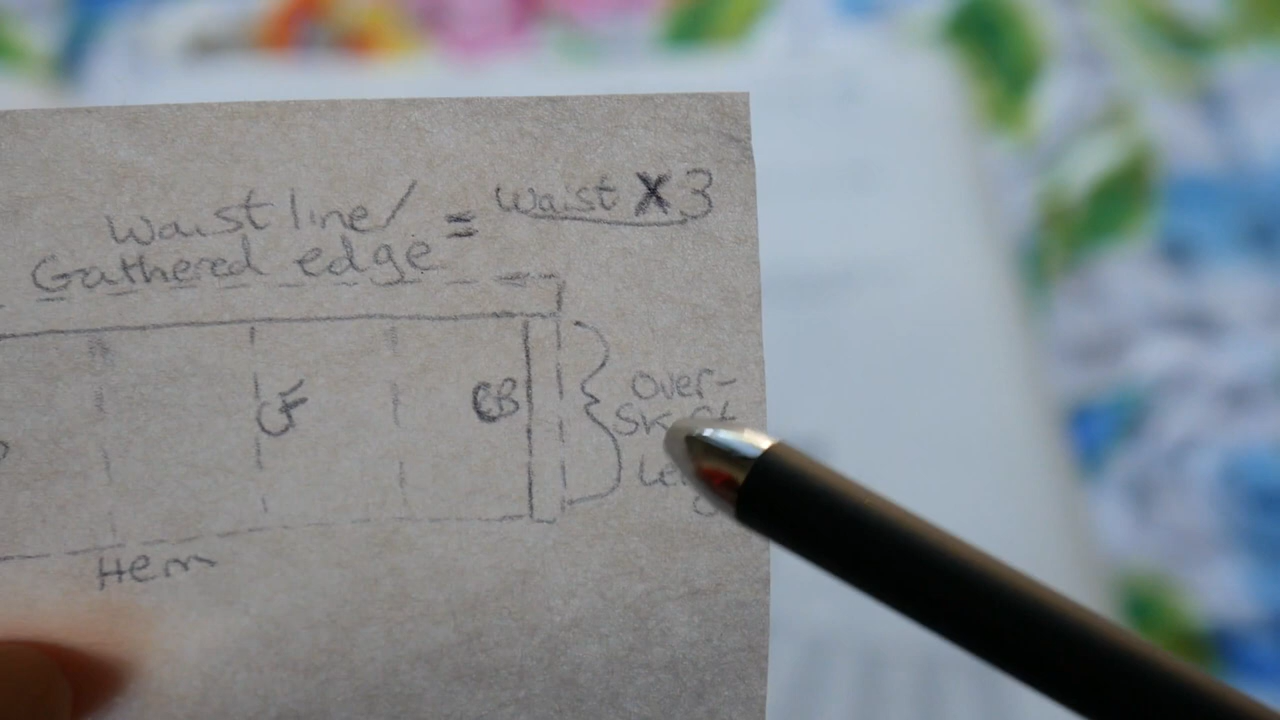 Waistline/
Gathered edge = Waist X 3
CF
CB
Over-
Hem